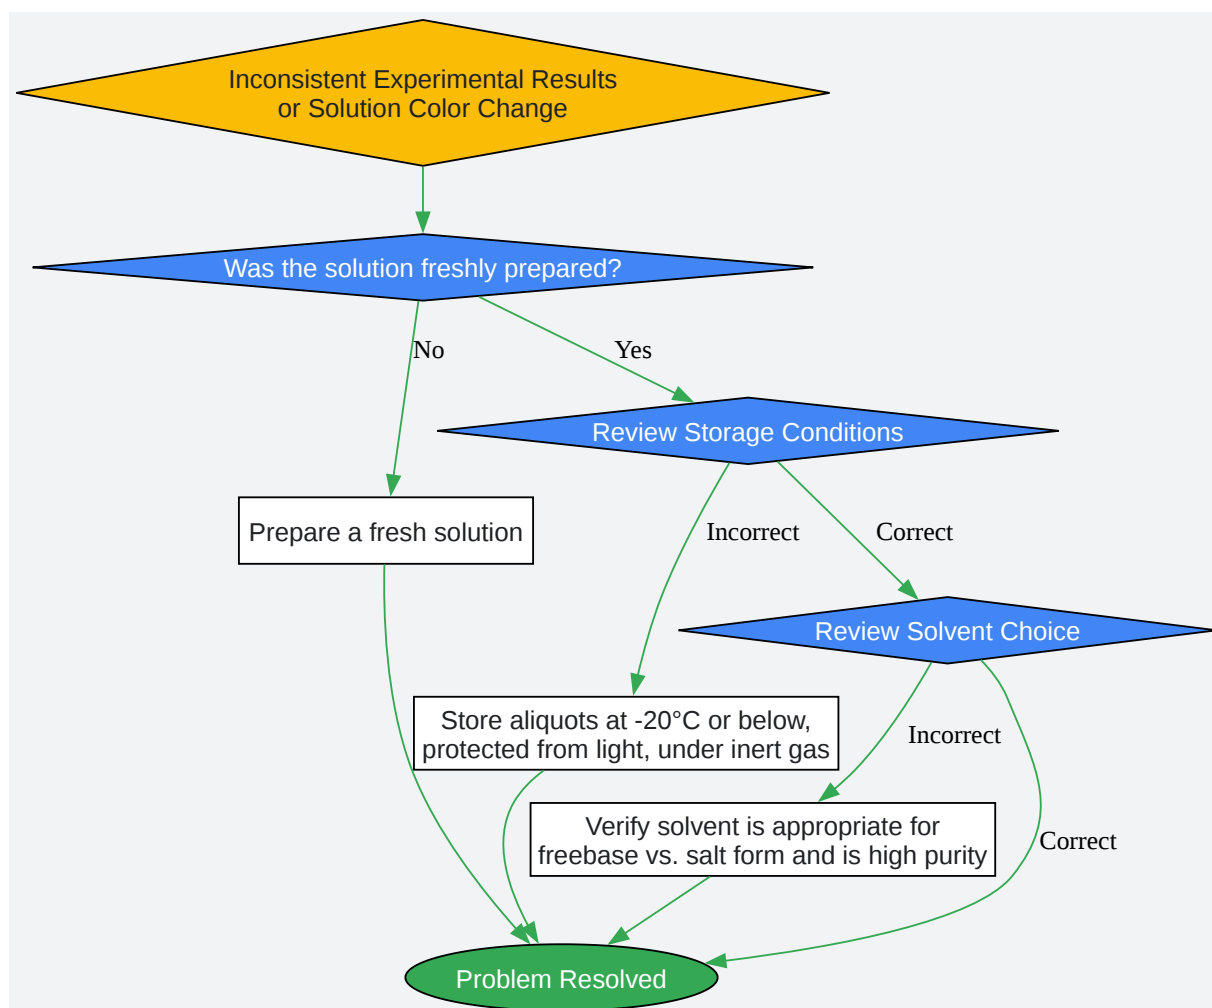 Inconsistent Experimental Results
or Solution Color Change
Was the solution freshly prepared?
No
Yes
Review Storage Conditions
Prepare a fresh solution
Incorrect
Correct
Review Solvent Choice
Store aliquots at -20°C or below,
protected from light, under inert gas
Incorrect
Verify solvent is appropriate for
freebase vs. salt form and is high purity
Correct
Problem Resolved